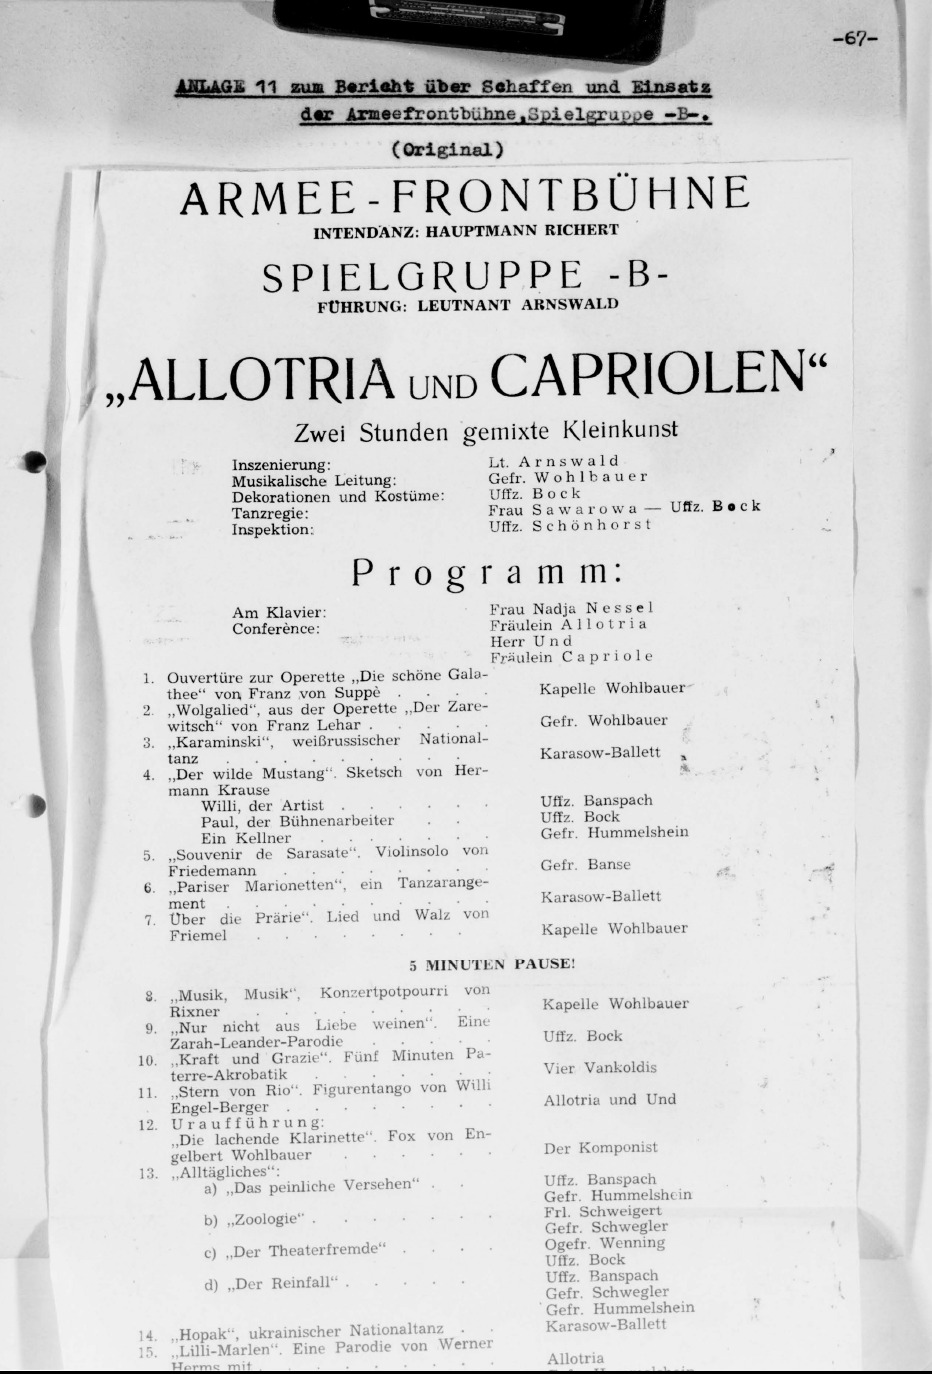 -67-
ANLAGE 11 zum Bericht über Schaffen und Einsatz
der Armeefrontbühne,Spielgruppe -B-.
(Original)
ARMEE-FRONTBÜHNE
INTENDANZ: HAUPTMANN RICHERT
SPIELGRUPPE -B-
FÜHRUNG: LEUTNANT ARNSWALD
„ALLOTRIA UND CAPRIOLEN“
Zwei Stunden gemixte Kleinkunst
Inszenierung: Lt. Arnswald
Musikalische Leitung: Gefr. Wohlbauer
Dekorationen und Kostüme: Uffz. Bock
Tanzregie: Frau Sawarowa — Uffz. Bock
Inspektion: Uffz. Schönhorst
Programm:
Am Klavier: Frau Nadja Nessel
Conferènce: Fräulein Allotria
Herr Und
Fräulein Capriole
1. Ouvertüre zur Operette „Die schöne Gala-
thee“ von Franz von Suppè . . . . Kapelle Wohlbauer
2. „Wolgalied“, aus der Operette „Der Zare-
witsch“ von Franz Lehar . . . . . Gefr. Wohlbauer
3. „Karaminski“, weißrussischer National-
tanz . . . . . . . . . Karasow-Ballett
4. „Der wilde Mustang“. Sketsch von Her-
mann Krause
Willi, der Artist . . . . . . Uffz. Banspach
Paul, der Bühnenarbeiter . . Uffz. Bock
Ein Kellner . . . . . . Gefr. Hummelshein
5. „Souvenir de Sarasate“. Violinsolo von
Friedemann . . . . . . . . Gefr. Banse
6. „Pariser Marionetten“, ein Tanzarange-
ment . . . . . . . . . . Karasow-Ballett
7. Über die Prärie“. Lied und Walz von
Friemel . . . . . . . . Kapelle Wohlbauer
5 MINUTEN PAUSE!
8. „Musik, Musik“, Konzertpotpourri von
Rixner . . . . . . . . . Kapelle Wohlbauer
9. „Nur nicht aus Liebe weinen“. Eine
Zarah-Leander-Parodie . . . . . Uffz. Bock
10. „Kraft und Grazie“. Fünf Minuten Pa-
terre-Akrobatik . . . . . . . Vier Vankoldis
11. „Stern von Rio“. Figurentango von Willi
Engel-Berger . . . . . . . . Allotria und Und
12. Uraufführung:
„Die lachende Klarinette“. Fox von En-
gelbert Wohlbauer . . . . . . Der Komponist
13. „Alltägliches“:
a) „Das peinliche Versehen“ . . Uffz. Banspach
Gefr. Hummelshein
Frl. Schweigert
b) „Zoologie“ . . . . . . . Gefr. Schwegler
Ogefr. Wenning
c) „Der Theaterfremde“ . . . . Uffz. Bock
Uffz. Banspach
d) „Der Reinfall“ . . . . . Gefr. Schwegler
Gefr. Hummelshein
14. „Hopak“, ukrainischer Nationaltanz . . Karasow-Ballett
15. „Lilli-Marlen“. Eine Parodie von Werner
Herms mit . . . . . . . . Allotria